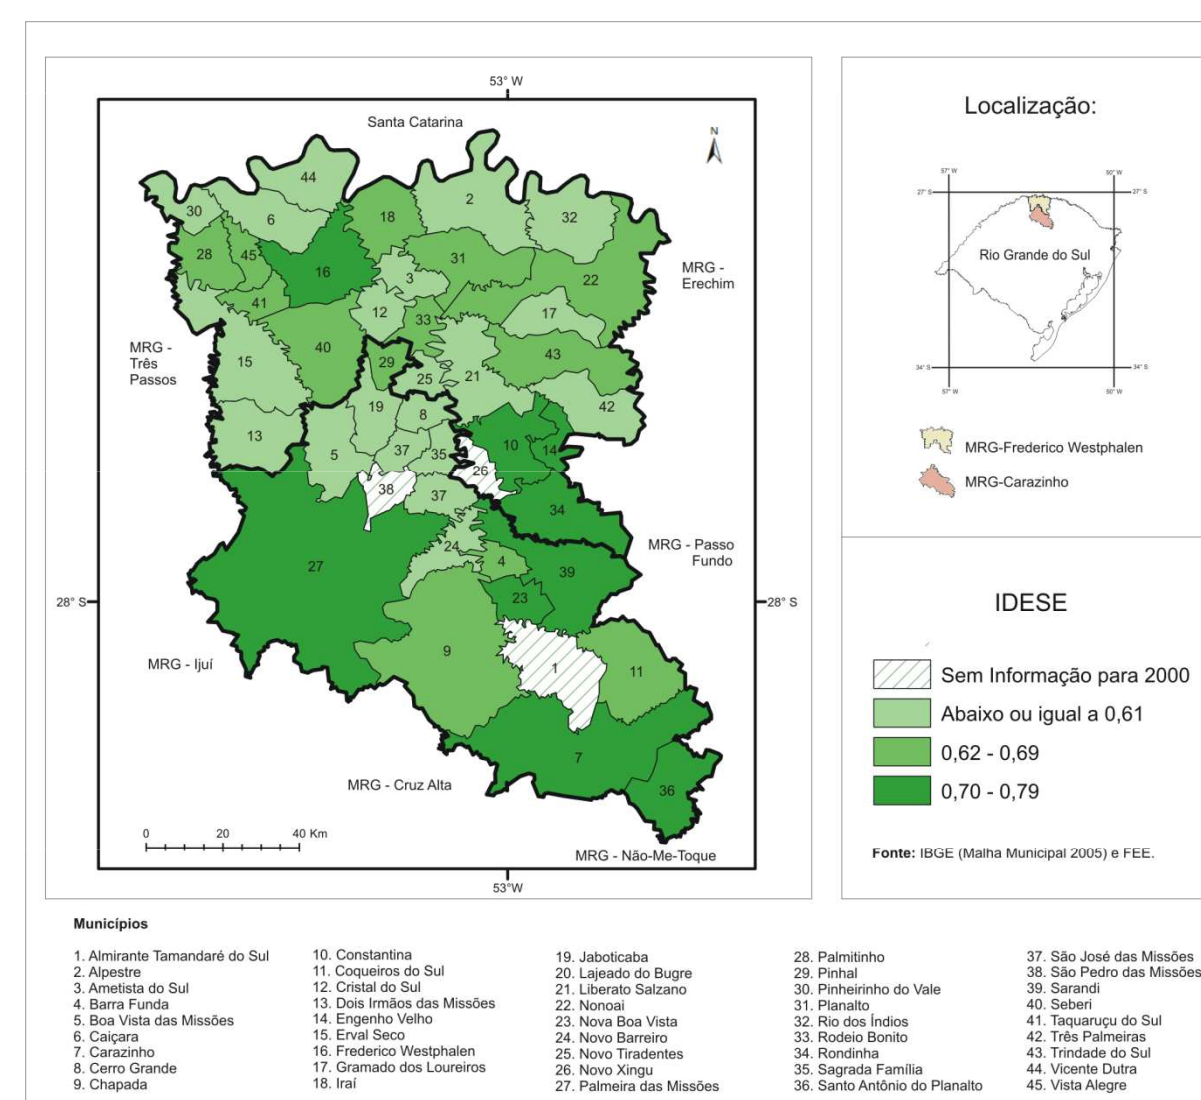 53° W
Santa Catarina
N
44
2
30
6
18
32
28
45
31
16
3
22
MRG -
Erechim
41
12
33
17
MRG -
Três
Passos
15
40
29
43
25
21
19
8
42
13
5
37
35
10
14
26
38
37
34
24
4
39
MRG - Passo
Fundo
27
23
28° S
28° S
9
1
11
MRG - Ijuí
7
36
MRG - Cruz Alta
0
20
40 Km
MRG - Não-Me-Toque
53°W
Localização:
57° W
50° W
27° S
27° S
Rio Grande do Sul
34° S
34° S
57° W
50° W
MRG-Frederico Westphalen
MRG-Carazinho
IDESE
Sem Informação para 2000
Abaixo ou igual a 0,61
0,62 - 0,69
0,70 - 0,79
Fonte: IBGE (Malha Municipal 2005) e FEE.
Municípios
1. Almirante Tamandaré do Sul
2. Alpestre
3. Ametista do Sul
4. Barra Funda
5. Boa Vista das Missões
6. Caiçara
7. Carazinho
8. Cerro Grande
9. Chapada
10. Constantina
11. Coqueiros do Sul
12. Cristal do Sul
13. Dois Irmãos das Missões
14. Engenho Velho
15. Erval Seco
16. Frederico Westphalen
17. Gramado dos Loureiros
18. Iraí
19. Jaboticaba
20. Lajeado do Bugre
21. Liberato Salzano
22. Nonoai
23. Nova Boa Vista
24. Novo Barreiro
25. Novo Tiradentes
26. Novo Xingu
27. Palmeira das Missões
28. Palmitinho
29. Pinhal
30. Pinheirinho do Vale
31. Planalto
32. Rio dos Índios
33. Rodeio Bonito
34. Rondinha
35. Sagrada Família
36. Santo Antônio do Planalto
37. São José das Missões
38. São Pedro das Missões
39. Sarandi
40. Seberi
41. Taquaruçu do Sul
42. Três Palmeiras
43. Trindade do Sul
44. Vicente Dutra
45. Vista Alegre